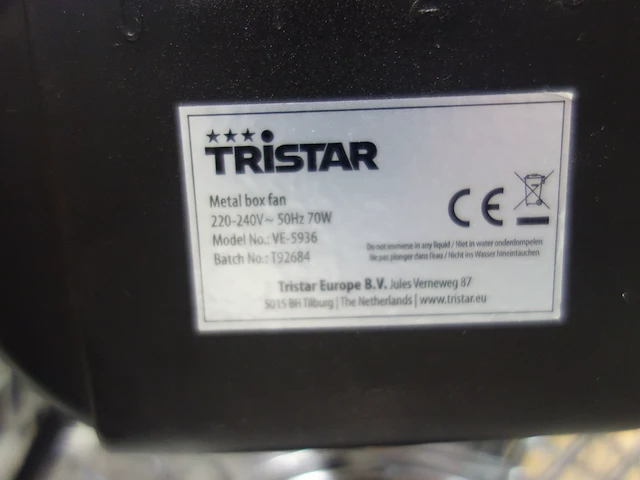 TRISTAR
Metal box fan
220-240V~ 50Hz 70W
Model No.: VE-5936
Batch No.: T92684
CE
Do not immerse in any liquid / Niet in water onderdompelen
Ne pas plonger dans l'eau / Nicht ins Wasser hineintauchen
Tristar Europe B.V. Jules Verneweg 87
5015 BH Tilburg | The Netherlands | www.tristar.eu